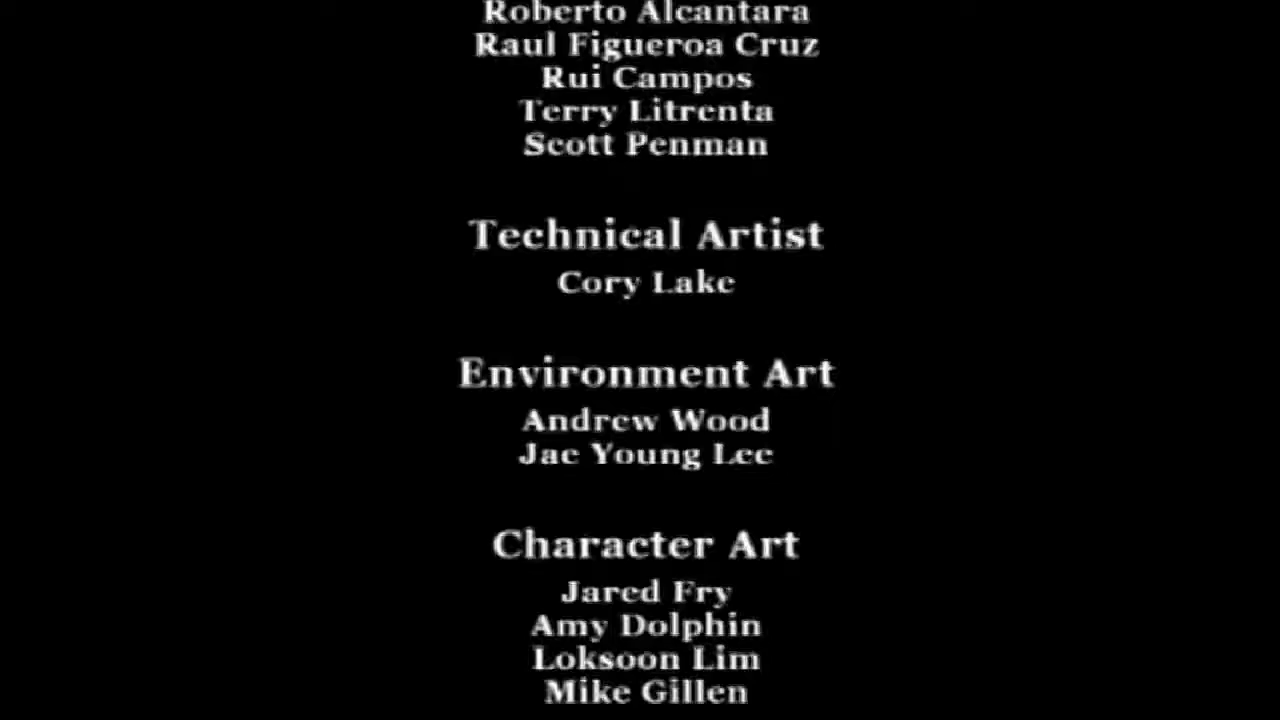 Roberto Alcantara
Raul Figueroa Cruz
Rui Campos
Terry Litrenta
Scott Penman
Technical Artist
Cory Lake
Environment Art
Andrew Wood
Jae Young Lee
Character Art
Jared Fry
Amy Dolphin
Loksoon Lim
Mike Gillen